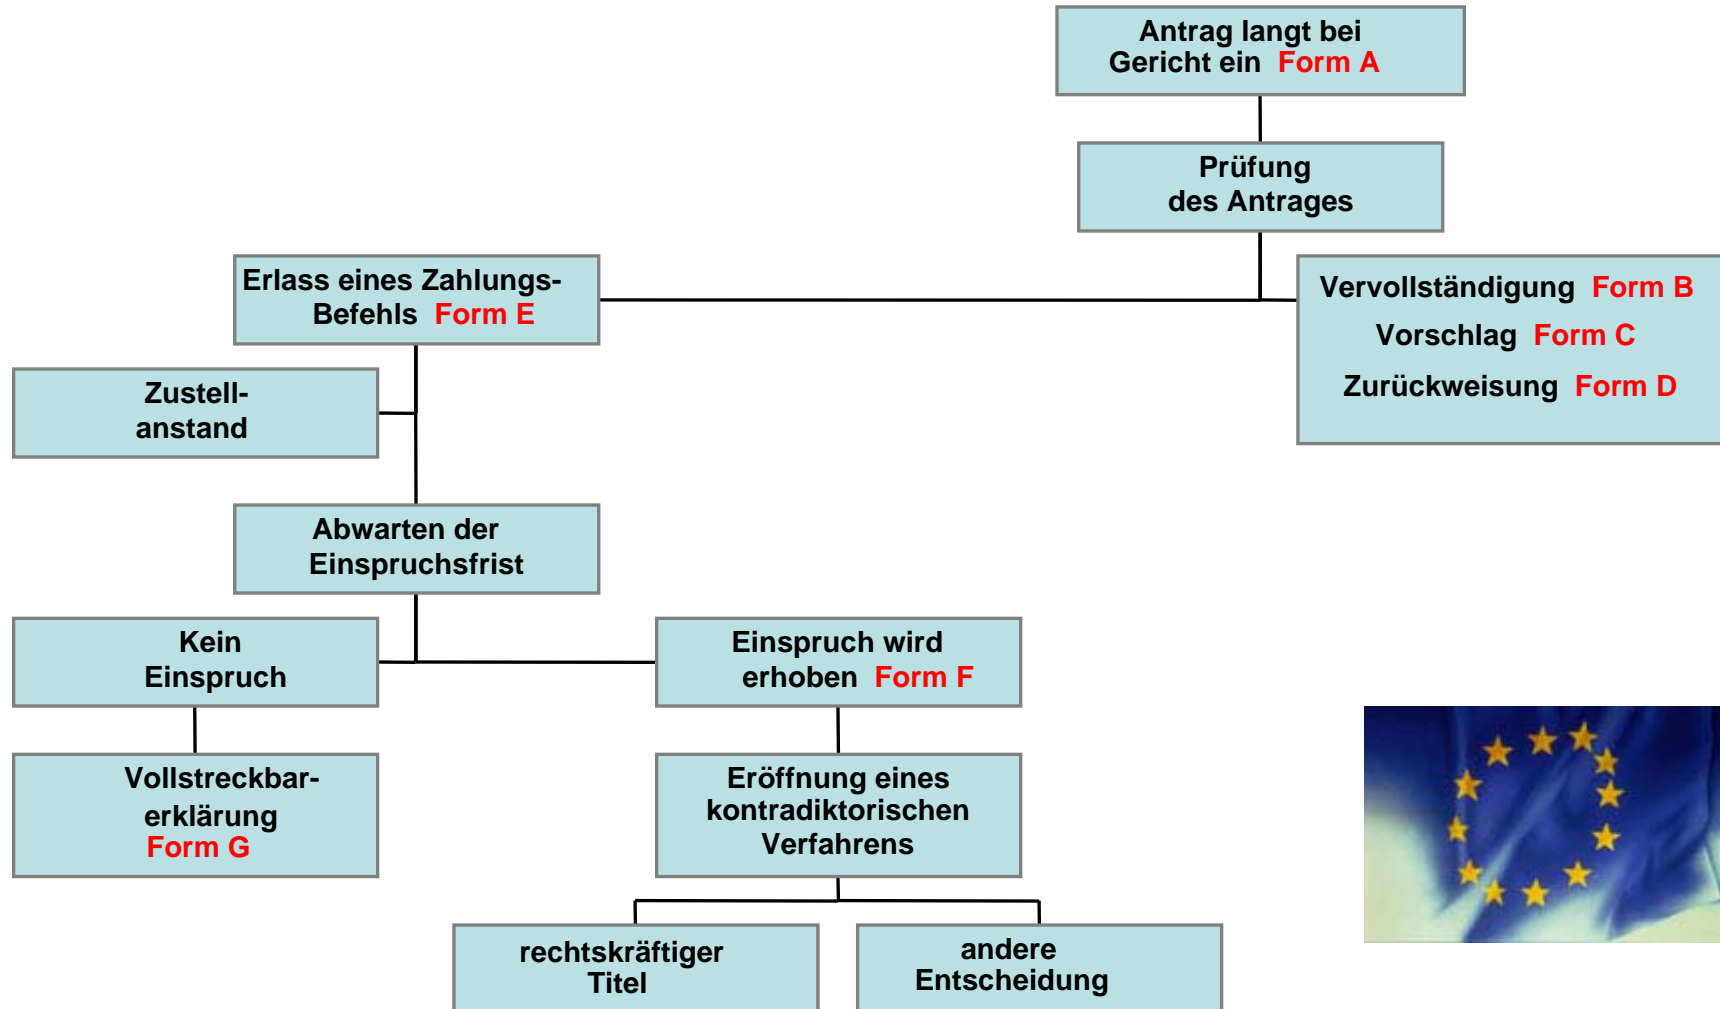 Antrag langt bei
Gericht ein Form A
Prüfung
des Antrages
Erlass eines Zahlungs-
Befehls Form E
Vervollständigung Form B
Vorschlag Form C
Zurückweisung Form D
Zustell-
anstand
Abwarten der
Einspruchsfrist
Kein
Einspruch
Einspruch wird
erhoben Form F
Vollstreckbar-
erklärung
Form G
Eröffnung eines
kontradiktorischen
Verfahrens
rechtskräftiger
Titel
andere
Entscheidung